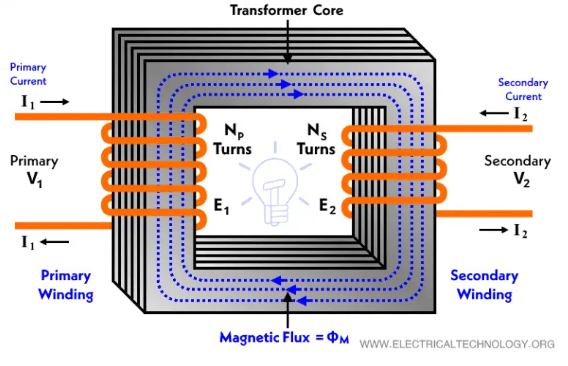 Transformer Core
Primary
Current
I1
Secondary
Current
I2
NP
Turns
NS
Turns
Primary
V1
Secondary
V2
E1
E2
I1
I2
Primary
Winding
Secondary
Winding
Magnetic Flux = ΦM
WWW.ELECTRICALTECHNOLOGY.ORG